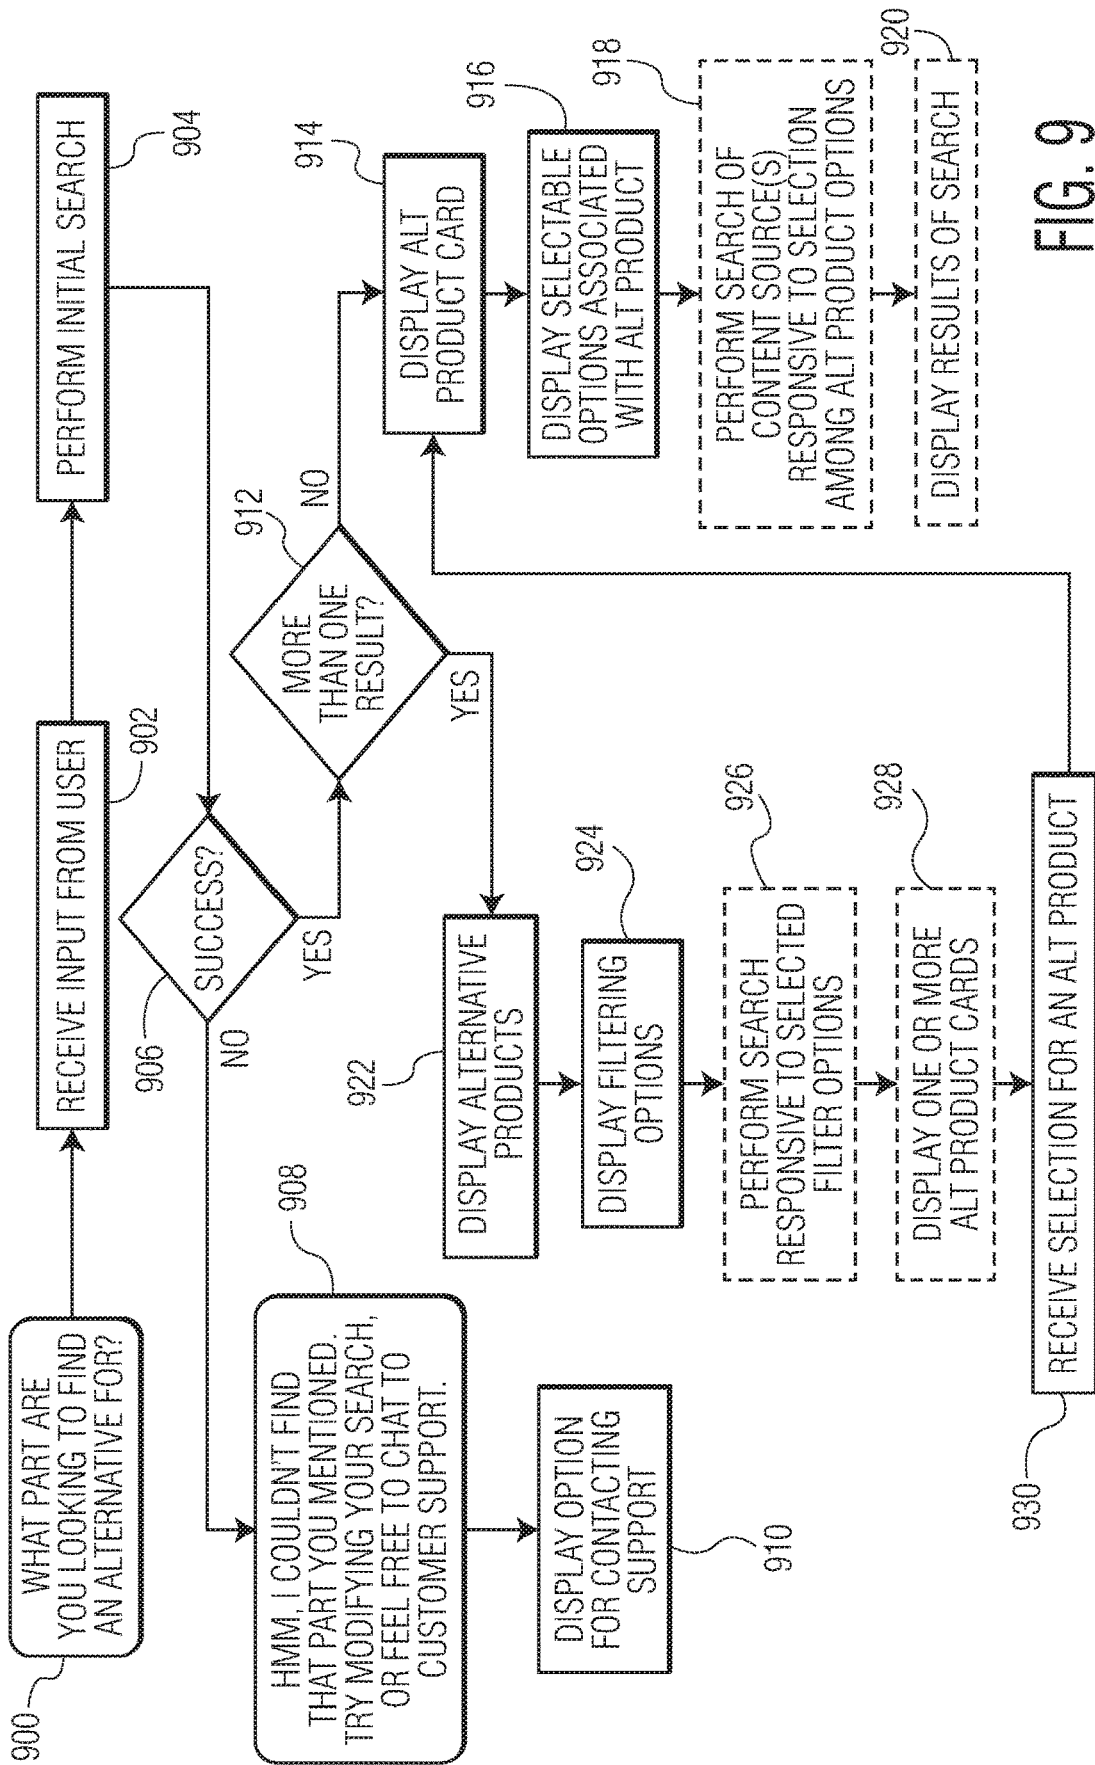 900
WHAT PART ARE
YOU LOOKING TO FIND
AN ALTERNATIVE FOR?
RECEIVE INPUT FROM USER
902
PERFORM INITIAL SEARCH
904
906
SUCCESS?
NO
YES
908
HMM, I COULDN'T FIND
THAT PART YOU MENTIONED.
TRY MODIFYING YOUR SEARCH,
OR FEEL FREE TO CHAT TO
CUSTOMER SUPPORT.
DISPLAY OPTION
FOR CONTACTING
SUPPORT
910
912
MORE
THAN ONE
RESULT?
NO
YES
914
DISPLAY ALT
PRODUCT CARD
916
DISPLAY SELECTABLE
OPTIONS ASSOCIATED
WITH ALT PRODUCT
918
PERFORM SEARCH OF
CONTENT SOURCE(S)
RESPONSIVE TO SELECTION
AMONG ALT PRODUCT OPTIONS
920
DISPLAY RESULTS OF SEARCH
922
DISPLAY ALTERNATIVE
PRODUCTS
924
DISPLAY FILTERING
OPTIONS
926
PERFORM SEARCH
RESPONSIVE TO SELECTED
FILTER OPTIONS
928
DISPLAY ONE OR MORE
ALT PRODUCT CARDS
930
RECEIVE SELECTION FOR AN ALT PRODUCT
FIG. 9